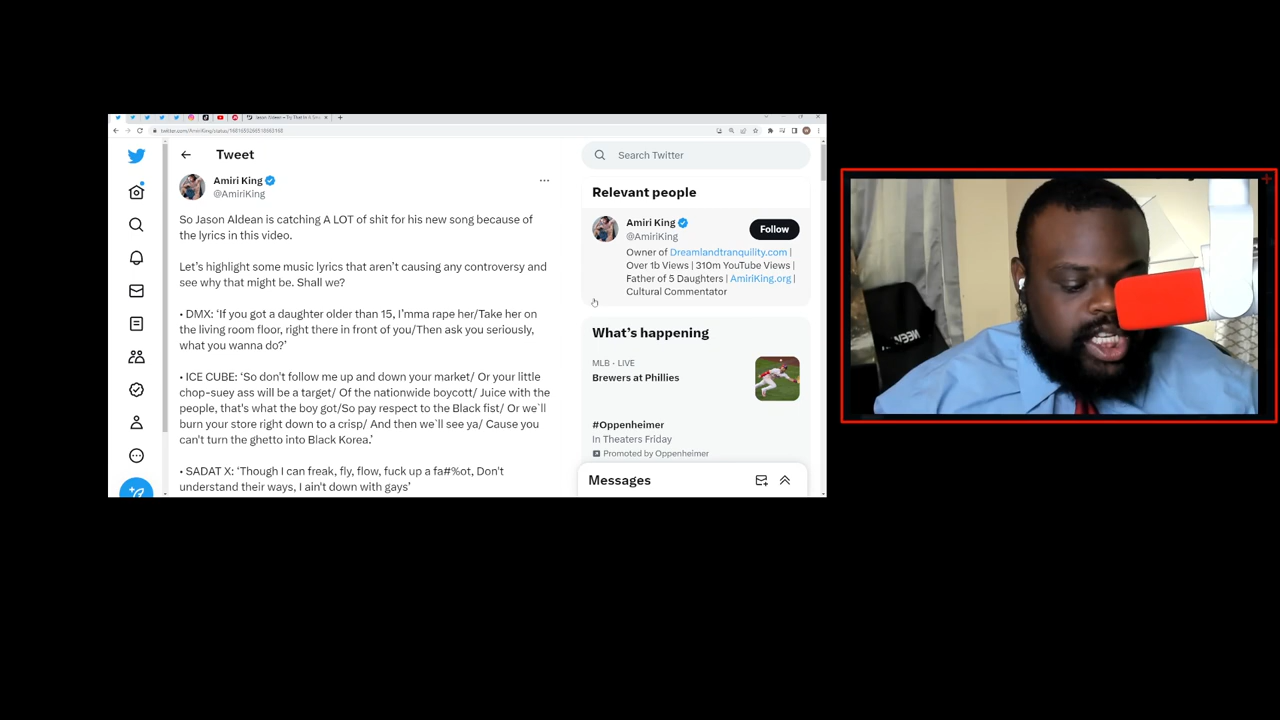 Jason Aldean – Try That In A Sm
twitter.com/AmiriKing/status/
Tweet
Amiri King
@AmiriKing
So Jason Aldean is catching A LOT of shit for his new song because of
the lyrics in this video.
Let's highlight some music lyrics that aren't causing any controversy and
see why that might be. Shall we?
• DMX: ‘If you got a daughter older than 15, I'mma rape her/Take her on
the living room floor, right there in front of you/Then ask you seriously,
what you wanna do?’
• ICE CUBE: ‘So don't follow me up and down your market/ Or your little
chop-suey ass will be a target/ Of the nationwide boycott/ Juice with the
people, that's what the boy got/So pay respect to the Black fist/ Or we`ll
burn your store right down to a crisp/ And then we`ll see ya/ Cause you
can't turn the ghetto into Black Korea.’
• SADAT X: ‘Though I can freak, fly, flow, fuck up a fa#%ot, Don't
understand their ways, I ain't down with gays’
Search Twitter
Relevant people
Amiri King
@AmiriKing
Follow
Owner of Dreamlandtranquility.com |
Over 1b Views | 310m YouTube Views |
Father of 5 Daughters | AmiriKing.org |
Cultural Commentator
What's happening
MLB · LIVE
Brewers at Phillies
#Oppenheimer
In Theaters Friday
Promoted by Oppenheimer
Messages